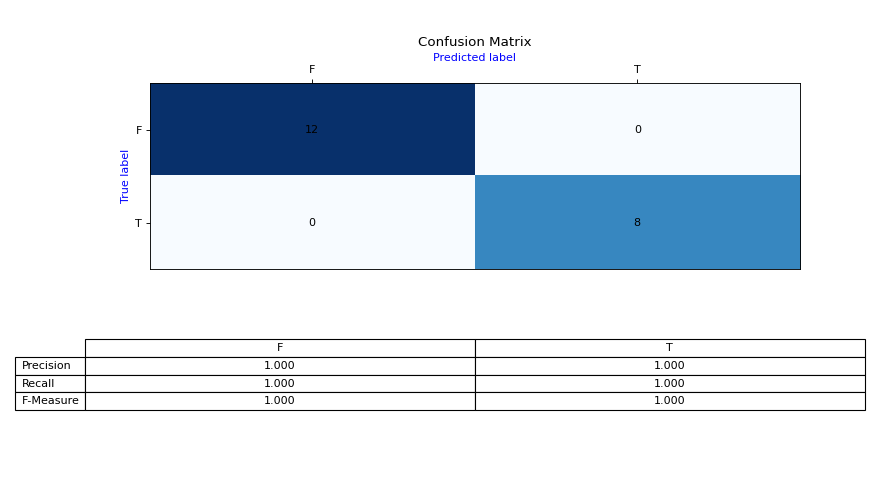 Confusion Matrix
Predicted label
F T
F 12 0
True label
T 0 8
F T
Precision 1.000 1.000
Recall 1.000 1.000
F-Measure 1.000 1.000